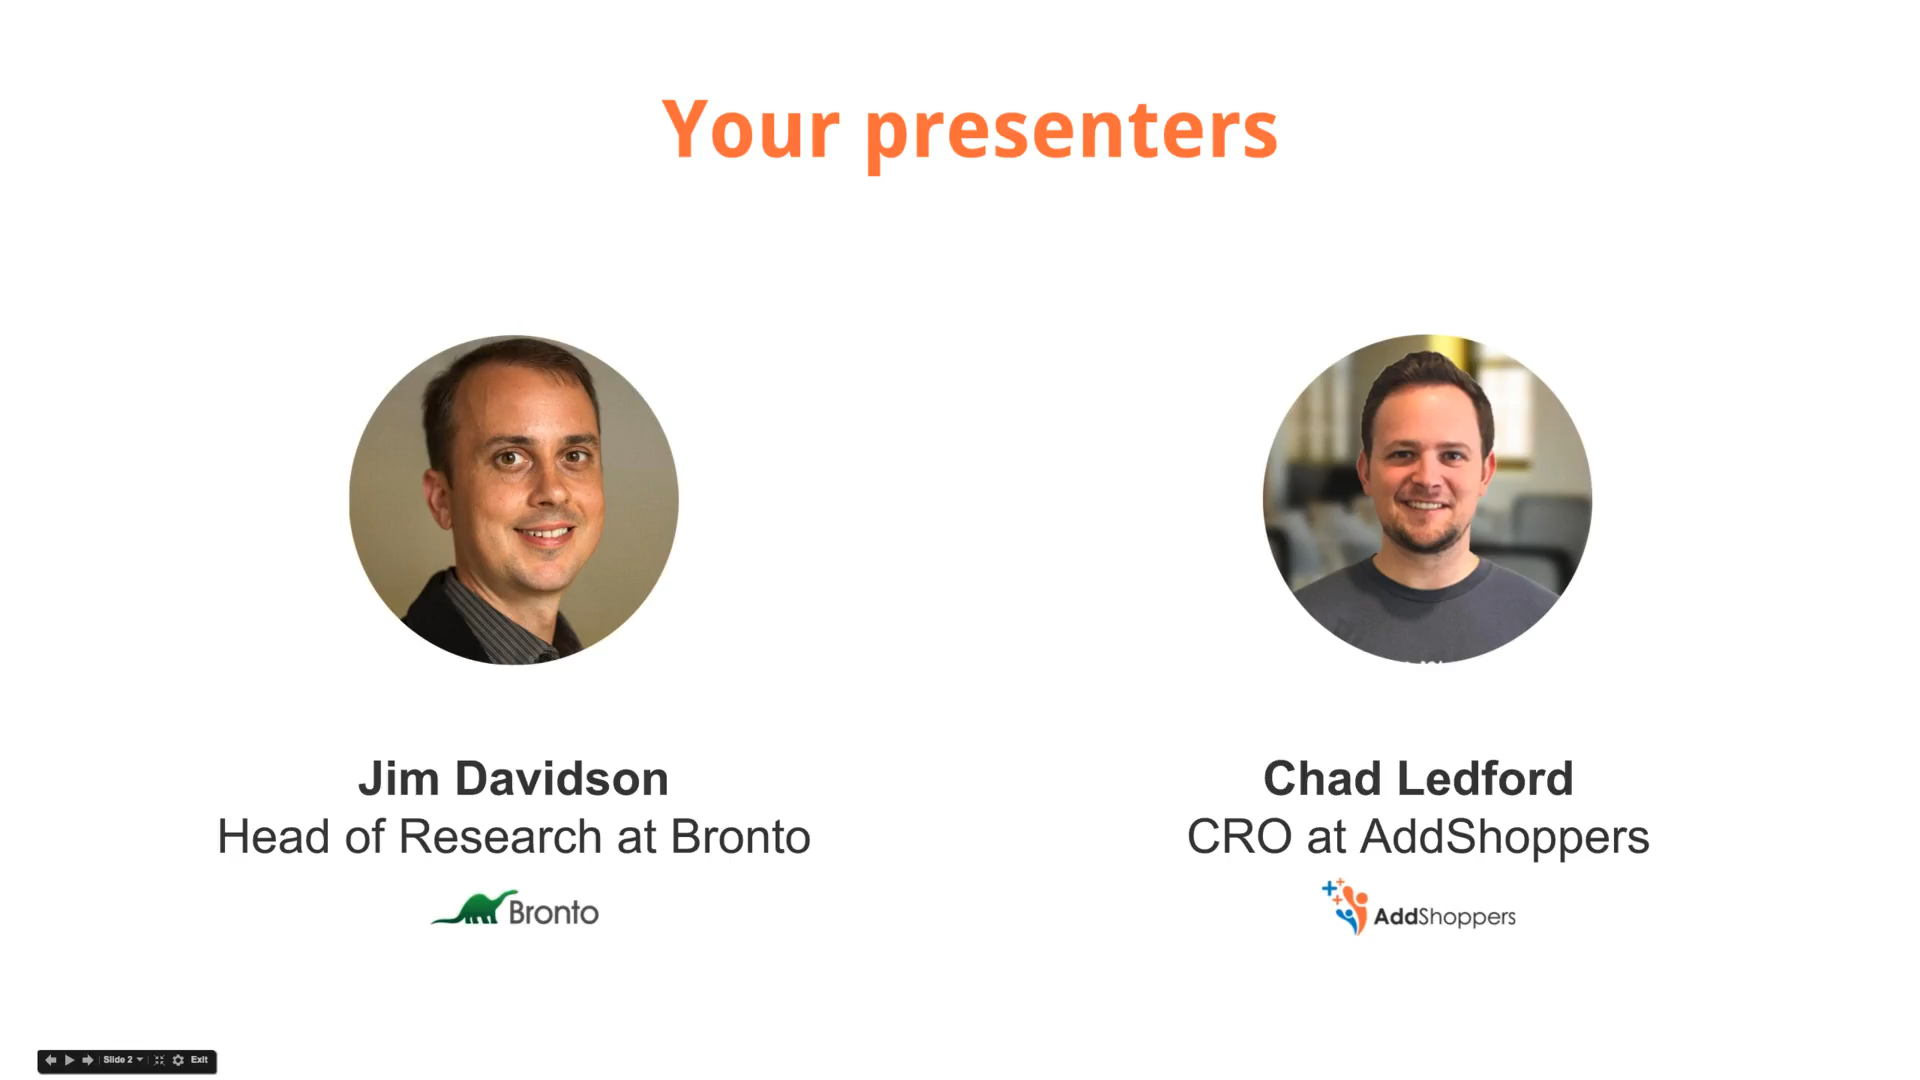 Your presenters
Jim Davidson
Head of Research at Bronto
Bronto
Chad Ledford
CRO at AddShoppers
AddShoppers
Slide 2
Exit